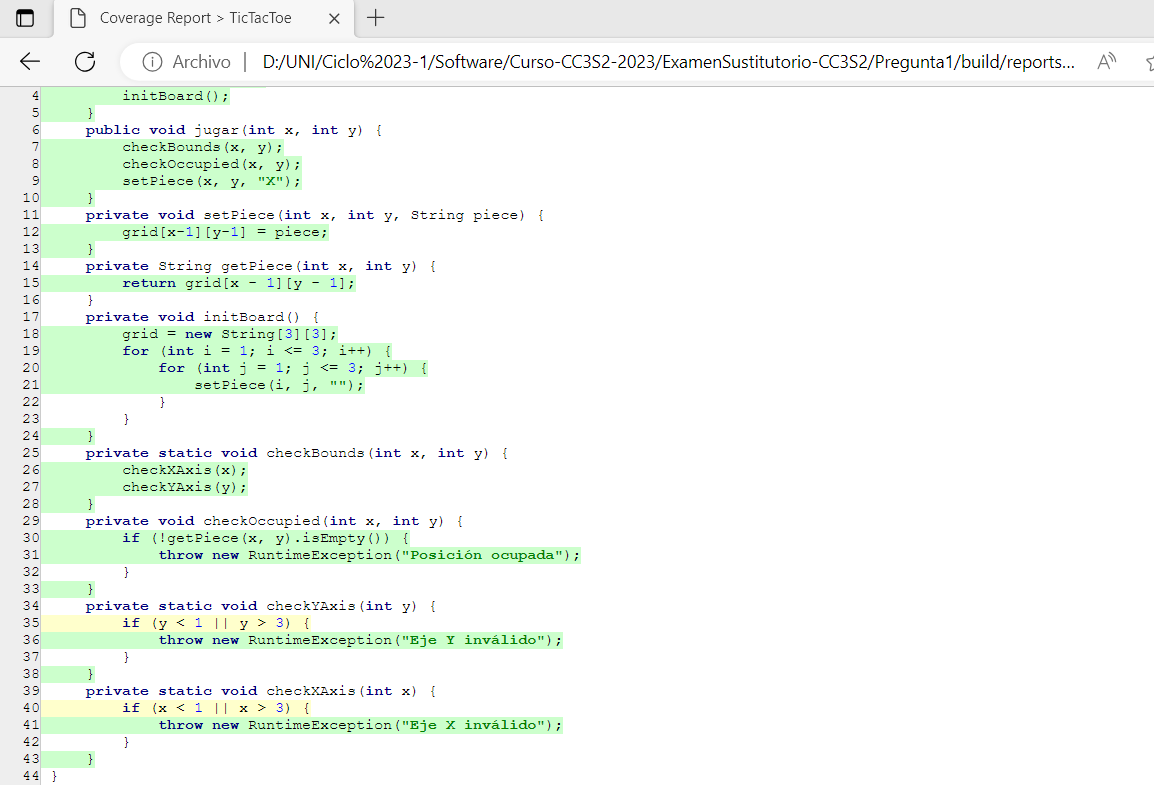 Coverage Report > TicTacToe
Archivo | D:/UNI/Ciclo%2023-1/Software/Curso-CC3S2-2023/ExamenSustitutorio-CC3S2/Pregunta1/build/reports...
4 initBoard();
5 }
6 public void jugar(int x, int y) {
7 checkBounds(x, y);
8 checkOccupied(x, y);
9 setPiece(x, y, "X");
10 }
11 private void setPiece(int x, int y, String piece) {
12 grid[x-1][y-1] = piece;
13 }
14 private String getPiece(int x, int y) {
15 return grid[x - 1][y - 1];
16 }
17 private void initBoard() {
18 grid = new String[3][3];
19 for (int i = 1; i <= 3; i++) {
20 for (int j = 1; j <= 3; j++) {
21 setPiece(i, j, "");
22 }
23 }
24 }
25 private static void checkBounds(int x, int y) {
26 checkXAxis(x);
27 checkYAxis(y);
28 }
29 private void checkOccupied(int x, int y) {
30 if (!getPiece(x, y).isEmpty()) {
31 throw new RuntimeException("Posición ocupada");
32 }
33 }
34 private static void checkYAxis(int y) {
35 if (y < 1 || y > 3) {
36 throw new RuntimeException("Eje Y inválido");
37 }
38 }
39 private static void checkXAxis(int x) {
40 if (x < 1 || x > 3) {
41 throw new RuntimeException("Eje X inválido");
42 }
43 }
44 }